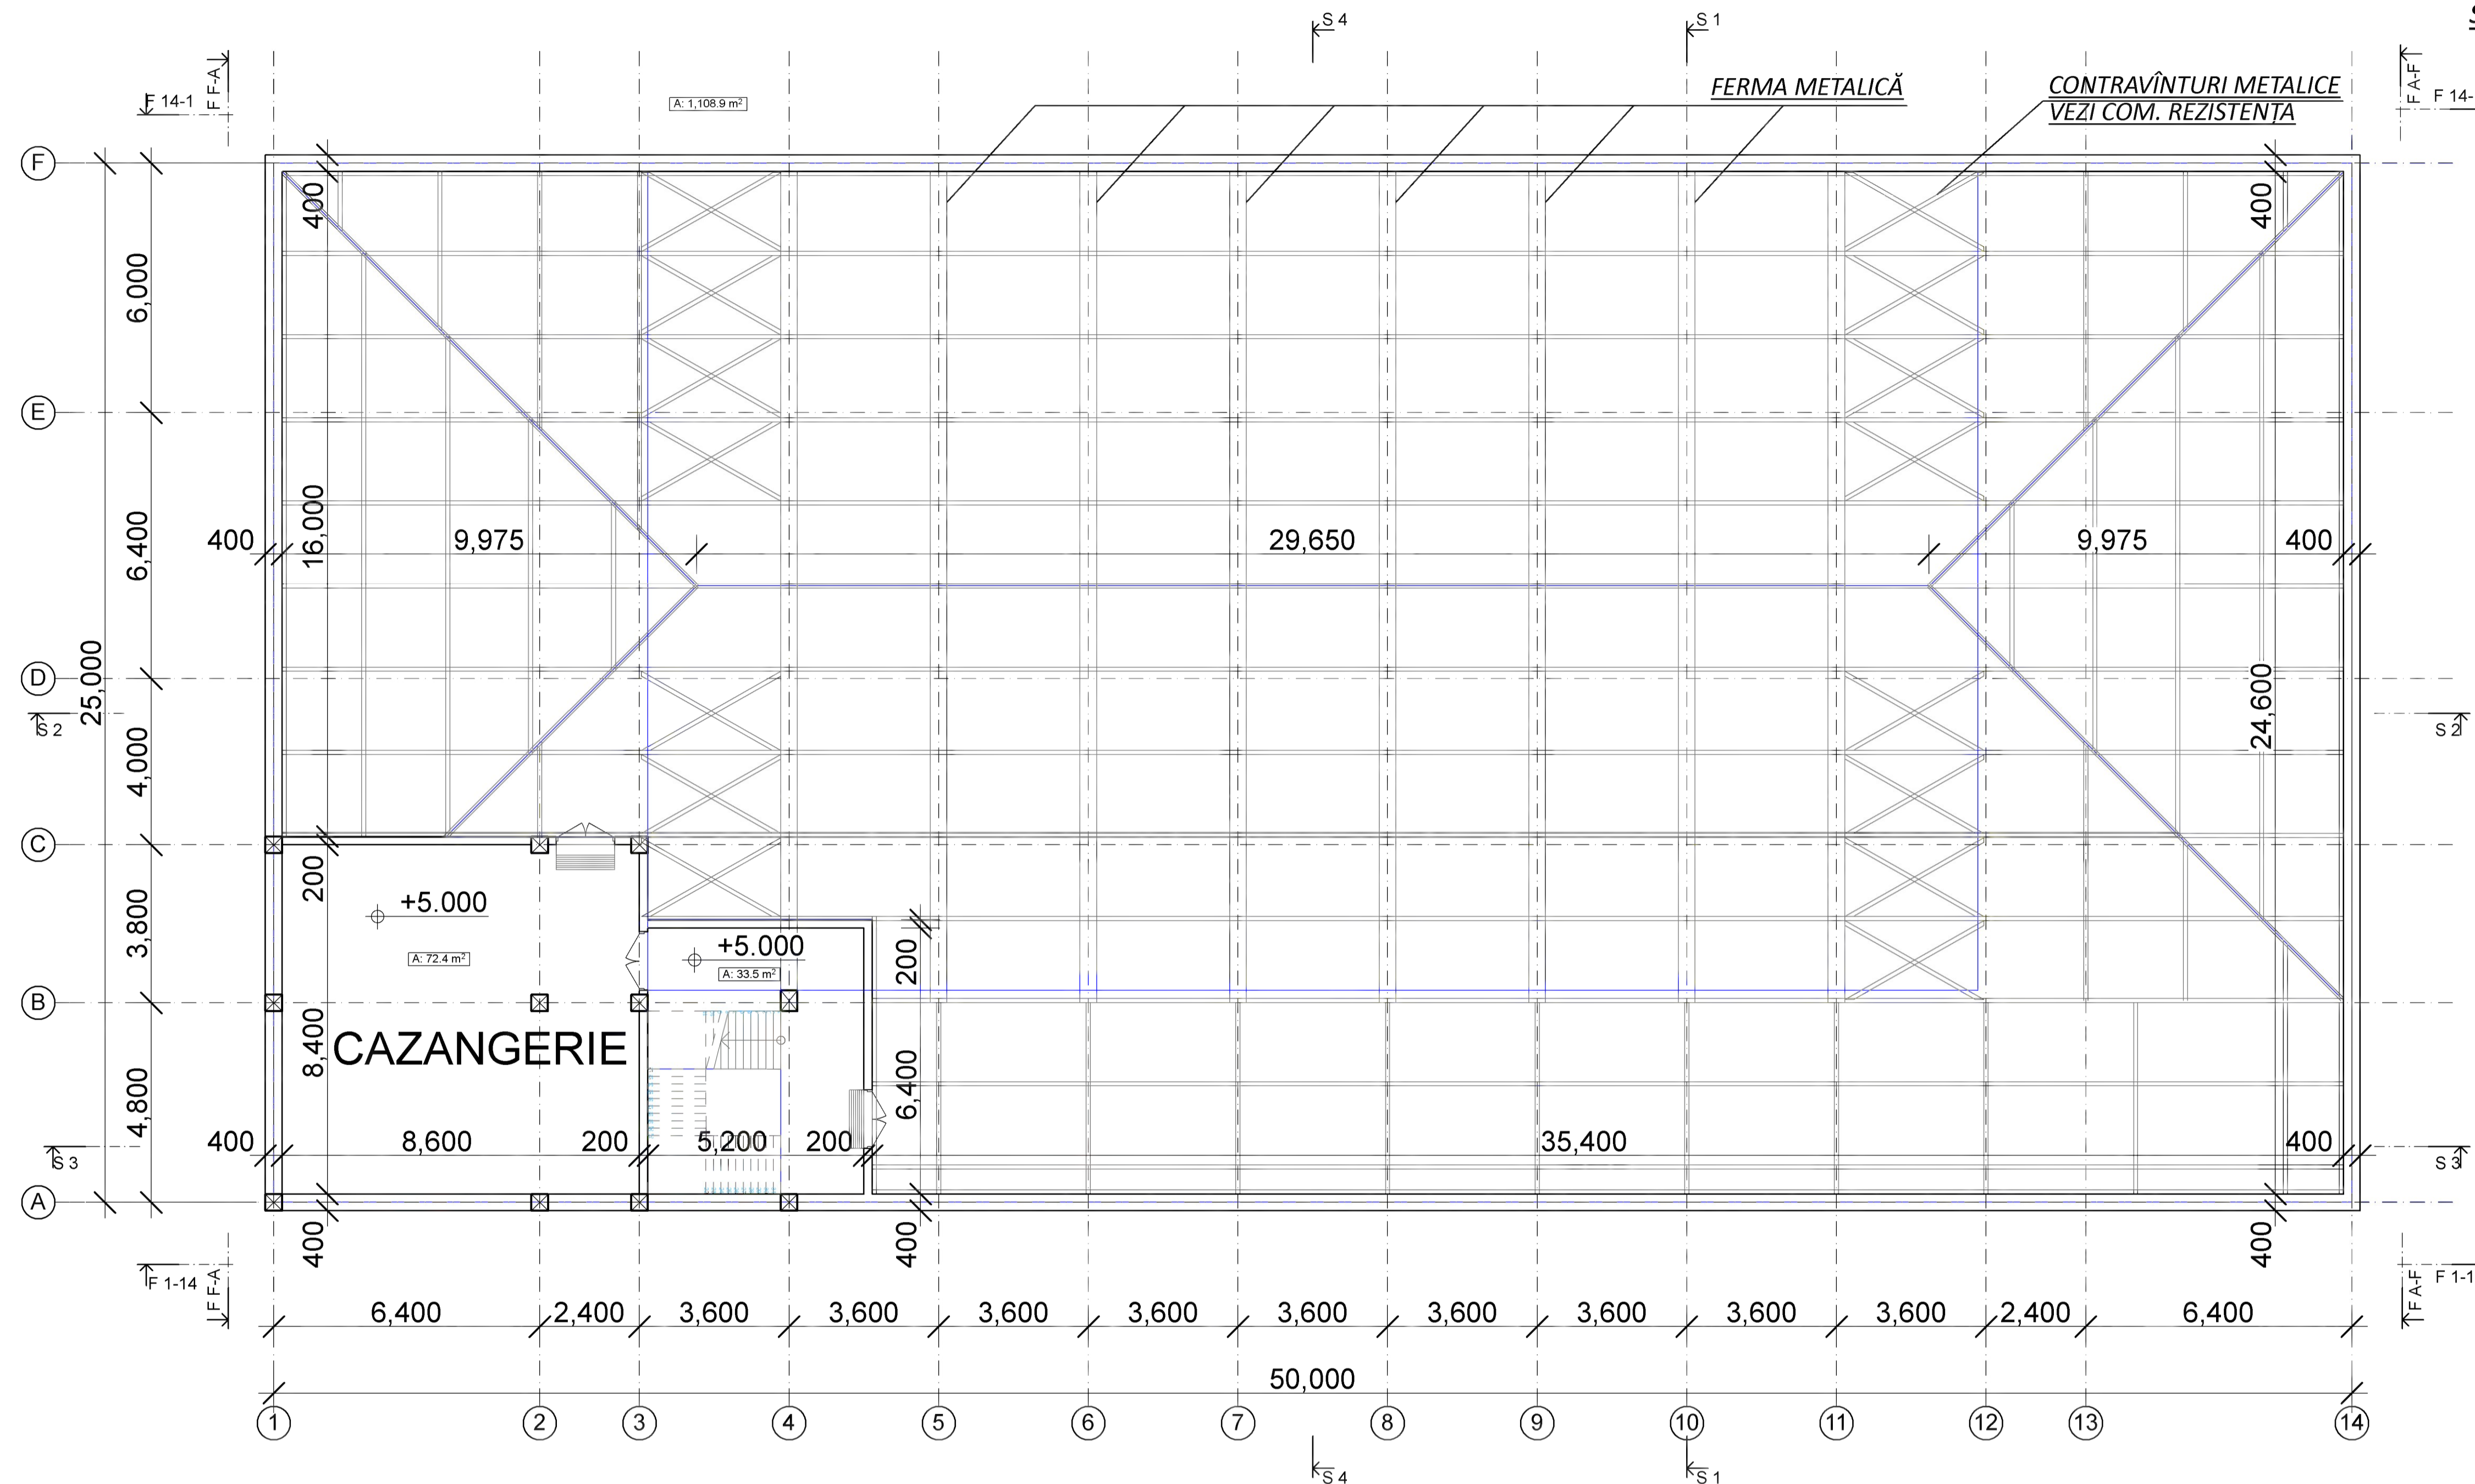 S 4
S 1
F F-A
F 14-1
A: 1,108.9 m²
FERMA METALICĂ
CONTRAVÎNTURI METALICE
VEZI COM. REZISTENȚA
F A-F
F 14-
F
400
400
6,000
E
16,000
6,400
400
9,975
29,650
9,975
400
D
25,000
24,600
S 2
S 2
4,000
C
200
+5.000
3,800
A: 72.4 m²
+5.000
A: 33.5 m²
200
B
CAZANGERIE
8,400
6,400
4,800
400
8,600
200
5,200
200
35,400
400
S 3
S 3
A
400
400
400
F 1-14
F F-A
F A-F
F 1-1
6,400
2,400
3,600
3,600
3,600
3,600
3,600
3,600
3,600
3,600
3,600
2,400
6,400
50,000
1
2
3
4
5
6
7
8
9
10
11
12
13
14
S 4
S 1